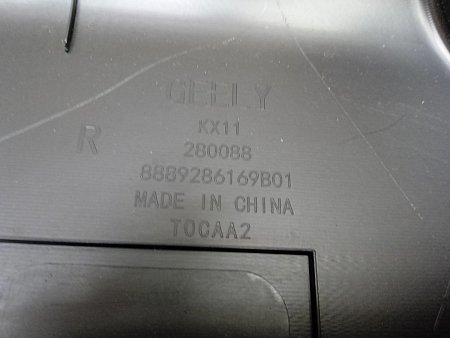 GEELY
KX11
R
280088
8889286169B01
MADE IN CHINA
TOCAA2